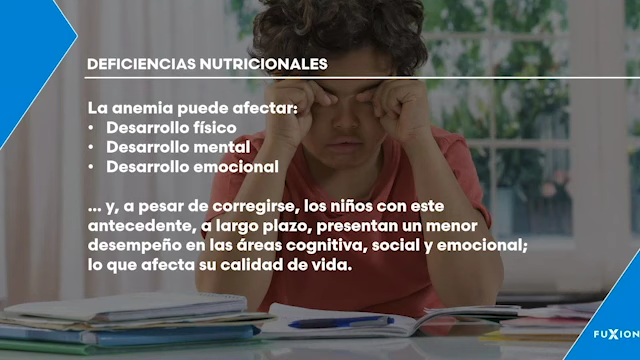 DEFICIENCIAS NUTRICIONALES
La anemia puede afectar:
• Desarrollo físico
• Desarrollo mental
• Desarrollo emocional
... y, a pesar de corregirse, los niños con este
antecedente, a largo plazo, presentan un menor
desempeño en las áreas cognitiva, social y emocional;
lo que afecta su calidad de vida.
FUXION